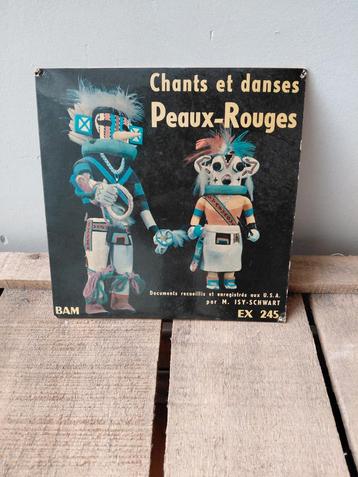 Chants et danses
Peaux-Rouges
Documents recueillis et enregistrés aux U.S.A.
par M. ISY-SCHWART
BAM
EX 245